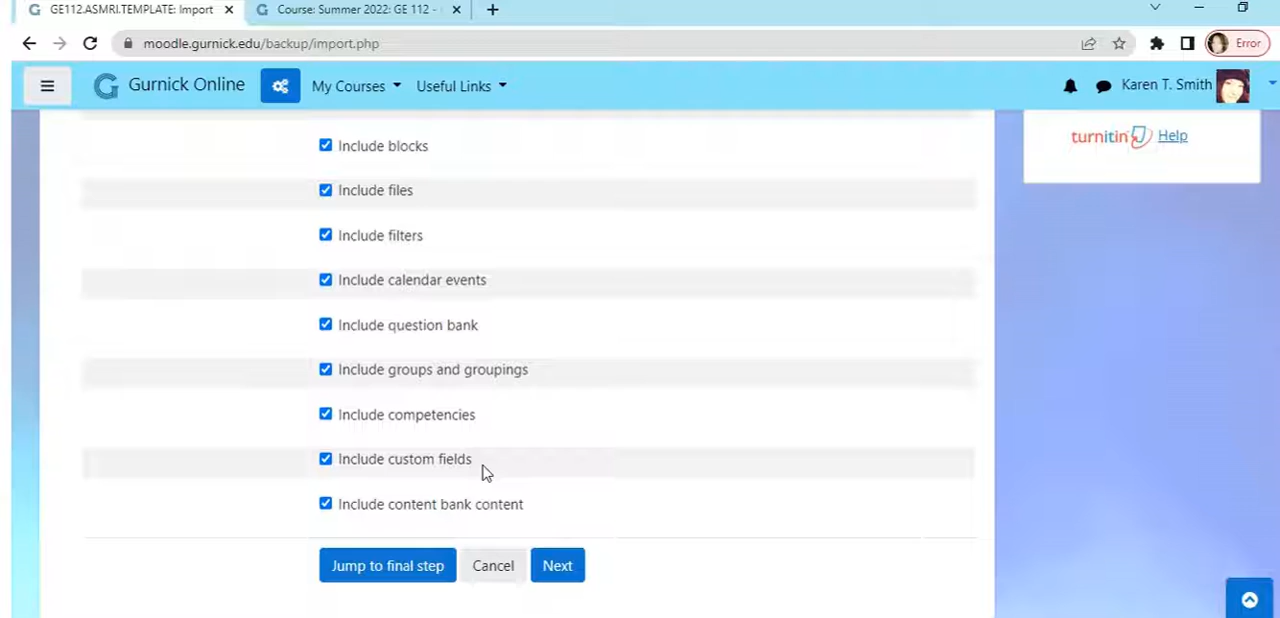 GE112.ASMRI.TEMPLATE: Import
Course: Summer 2022: GE 112 -
moodle.gurnick.edu/backup/import.php
Error
Gurnick Online
My Courses
Useful Links
Karen T. Smith
turnitin Help
Include blocks
Include files
Include filters
Include calendar events
Include question bank
Include groups and groupings
Include competencies
Include custom fields
Include content bank content
Jump to final step
Cancel
Next